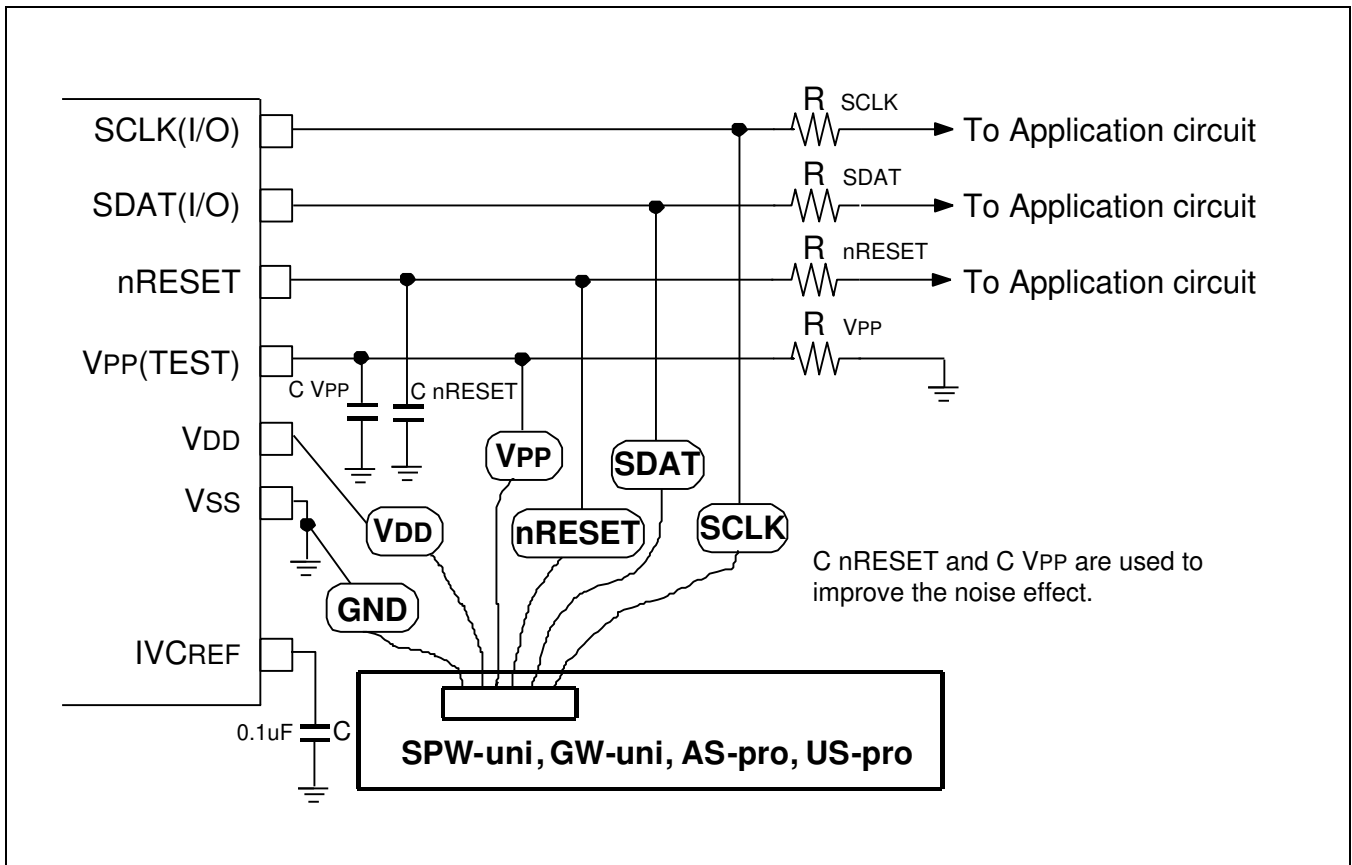 R SCLK
SCLK(I/O)
To Application circuit
R SDAT
SDAT(I/O)
To Application circuit
R nRESET
nRESET
To Application circuit
R VPP
VPP(TEST)
C VPP
C nRESET
VDD
VPP
SDAT
VSS
VDD
nRESET
SCLK
C nRESET and C VPP are used to
improve the noise effect.
GND
IVCREF
0.1uF
C
SPW-uni, GW-uni, AS-pro, US-pro